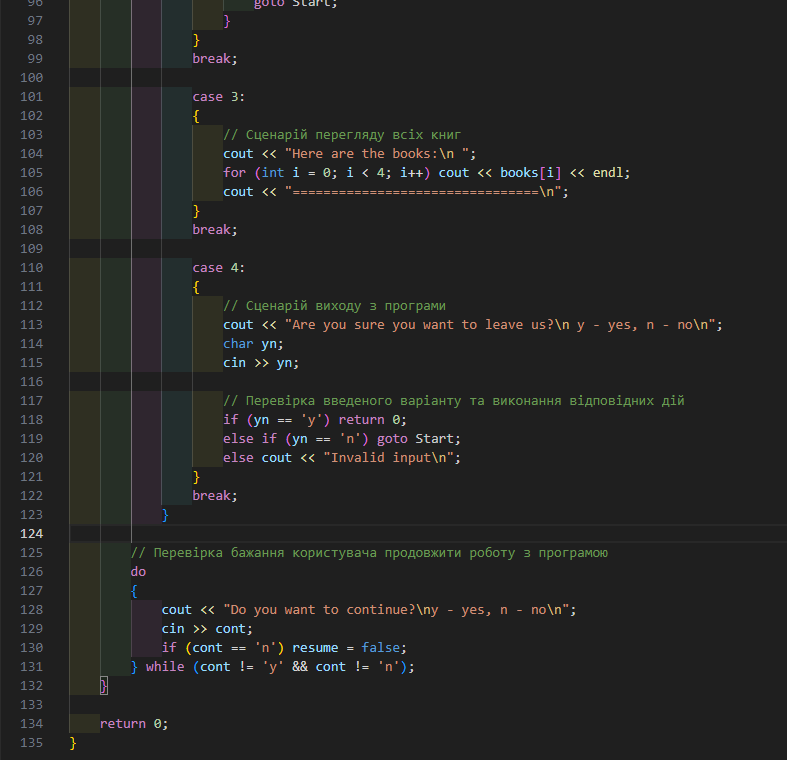 96 goto Start;
97 }
98 }
99 break;
100
101 case 3:
102 {
103 // Сценарій перегляду всіх книг
104 cout << "Here are the books:\n ";
105 for (int i = 0; i < 4; i++) cout << books[i] << endl;
106 cout << "================================\n";
107 }
108 break;
109
110 case 4:
111 {
112 // Сценарій виходу з програми
113 cout << "Are you sure you want to leave us?\n y - yes, n - no\n";
114 char yn;
115 cin >> yn;
116
117 // Перевірка введеного варіанту та виконання відповідних дій
118 if (yn == 'y') return 0;
119 else if (yn == 'n') goto Start;
120 else cout << "Invalid input\n";
121 }
122 break;
123 }
124
125 // Перевірка бажання користувача продовжити роботу з програмою
126 do
127 {
128 cout << "Do you want to continue?\ny - yes, n - no\n";
129 cin >> cont;
130 if (cont == 'n') resume = false;
131 } while (cont != 'y' && cont != 'n');
132 }
133
134 return 0;
135 }